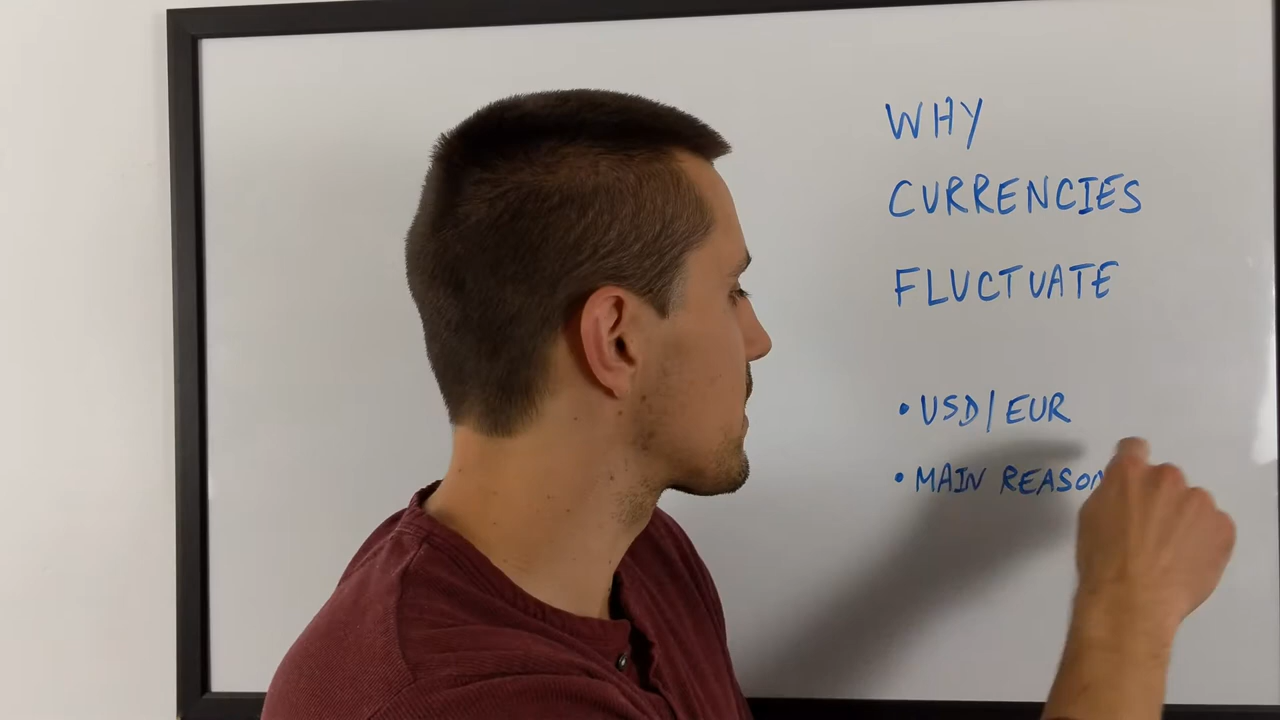 WHY
CURRENCIES
FLUCTUATE
• USD/EUR
• MAIN REASON